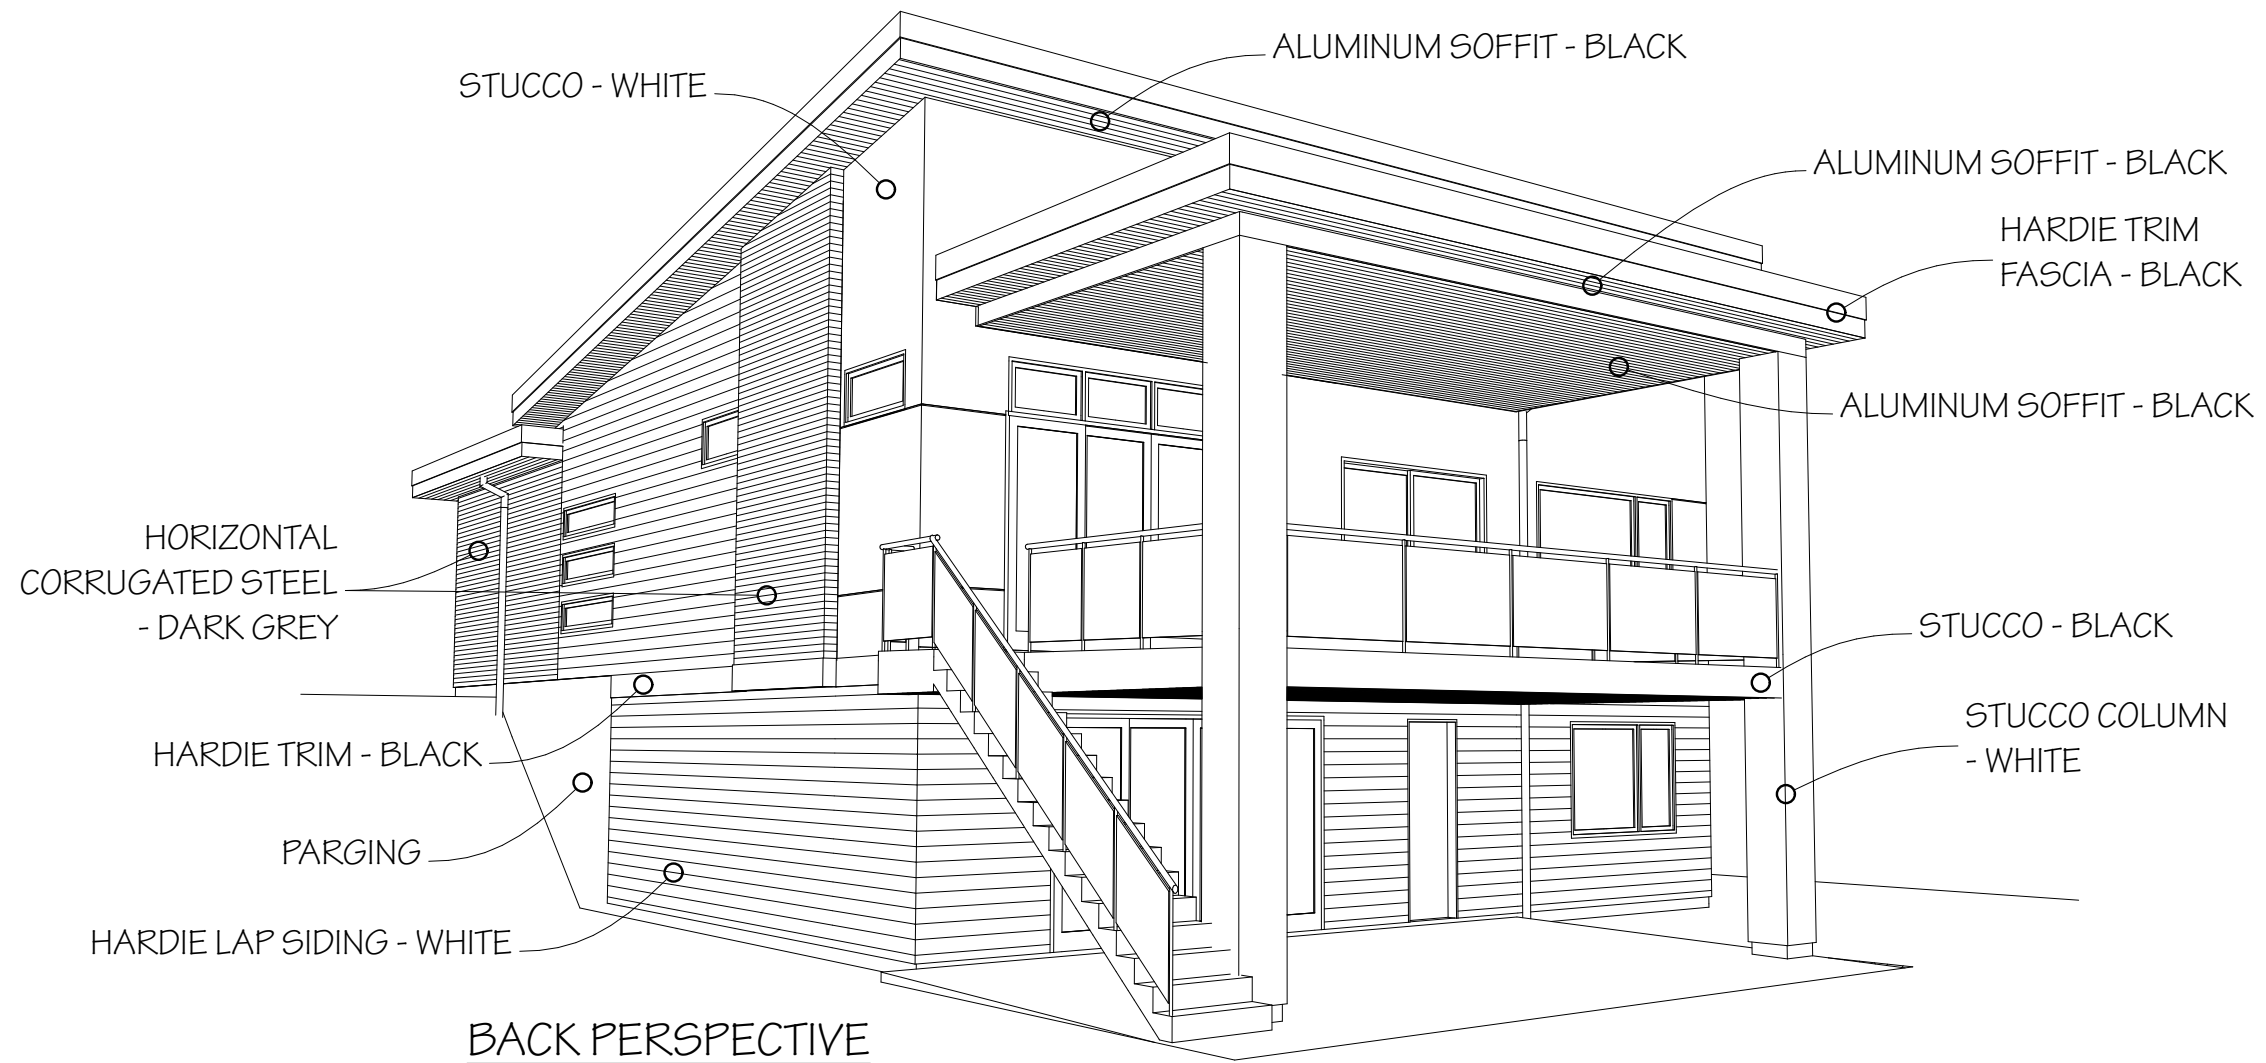 ALUMINUM SOFFIT - BLACK
STUCCO - WHITE
ALUMINUM SOFFIT - BLACK
HARDIE TRIM
FASCIA - BLACK
ALUMINUM SOFFIT - BLACK
HORIZONTAL
CORRUGATED STEEL
- DARK GREY
STUCCO - BLACK
STUCCO COLUMN
- WHITE
HARDIE TRIM - BLACK
PARGING
HARDIE LAP SIDING - WHITE
BACK PERSPECTIVE